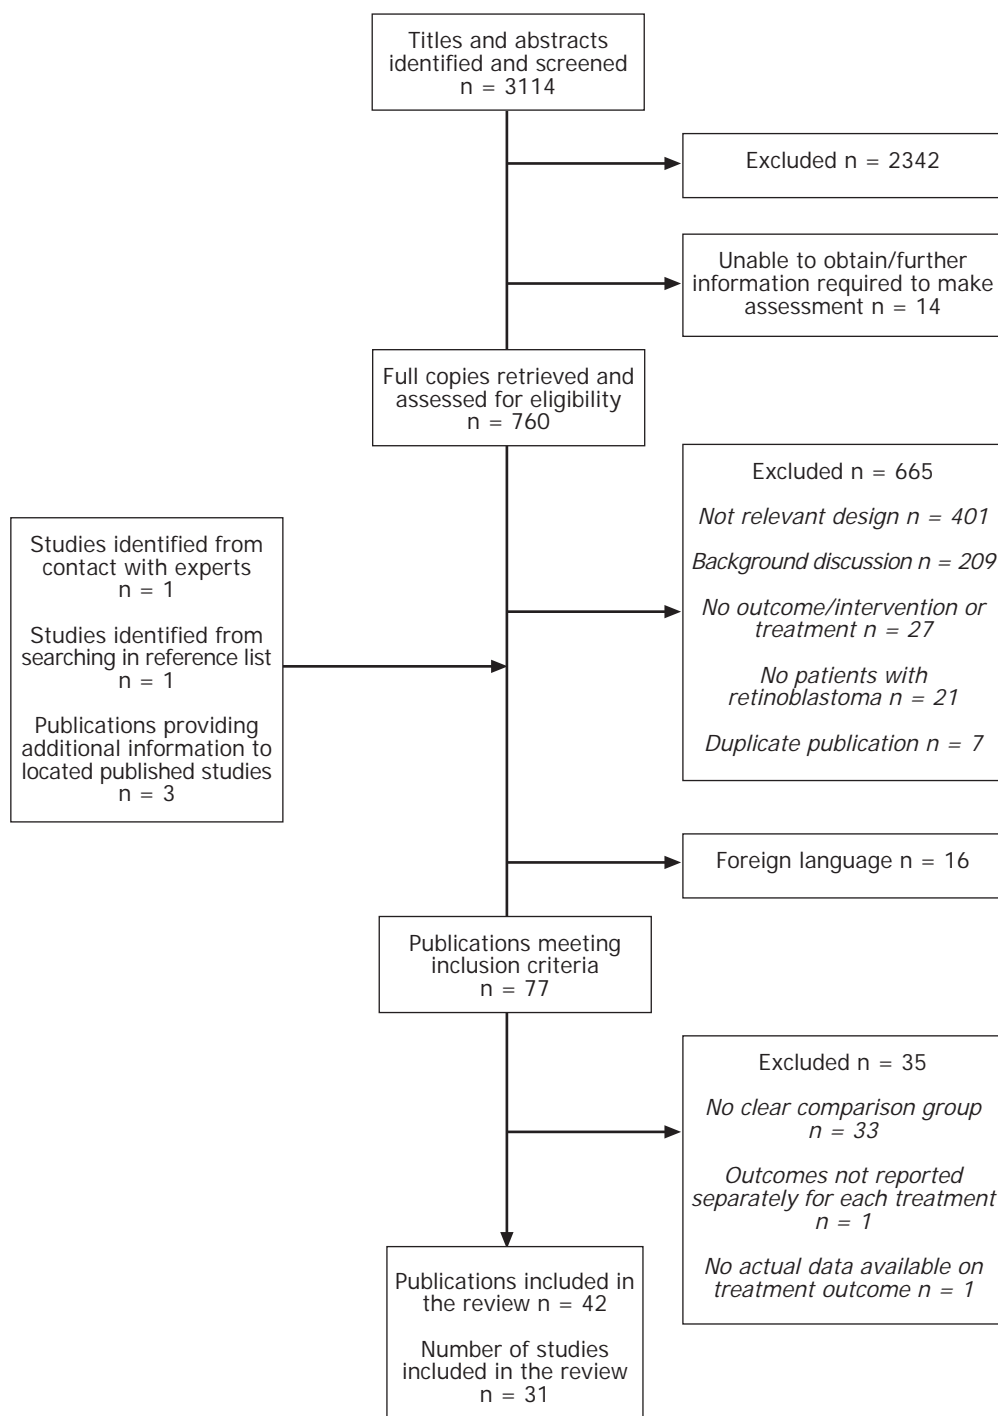 Titles and abstracts
identified and screened
n = 3114
Excluded n = 2342
Unable to obtain/further
information required to make
assessment n = 14
Full copies retrieved and
assessed for eligibility
n = 760
Excluded n = 665
Not relevant design n = 401
Background discussion n = 209
No outcome/intervention or
treatment n = 27
No patients with
retinoblastoma n = 21
Duplicate publication n = 7
Studies identified from
contact with experts
n = 1
Studies identified from
searching in reference list
n = 1
Publications providing
additional information to
located published studies
n = 3
Foreign language n = 16
Publications meeting
inclusion criteria
n = 77
Excluded n = 35
No clear comparison group
n = 33
Outcomes not reported
separately for each treatment
n = 1
No actual data available on
treatment outcome n = 1
Publications included in
the review n = 42
Number of studies
included in the review
n = 31